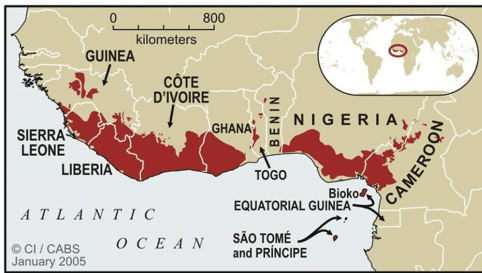 0 800
kilometers
GUINEA
CÔTE
D'IVOIRE
SIERRA
LEONE
LIBERIA
GHANA
TOGO
BENIN
NIGERIA
CAMEROON
Bioko
EQUATORIAL GUINEA
SÃO TOMÉ
and PRÍNCIPE
ATLANTIC
OCEAN
© CI / CABS
January 2005